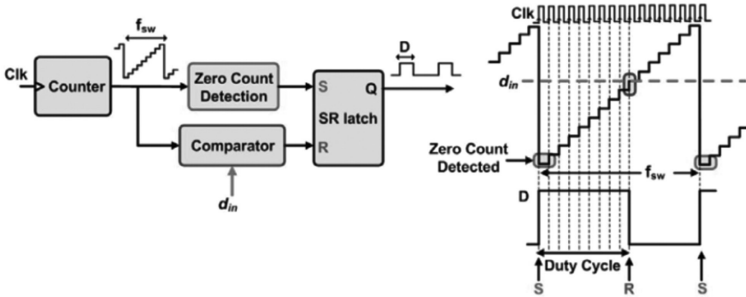 Clk
Counter
fsw
Zero Count
Detection
Comparator
din
S
R
Q
SR latch
D
Clk
din
Zero Count
Detected
fsw
D
Duty Cycle
S
R
S